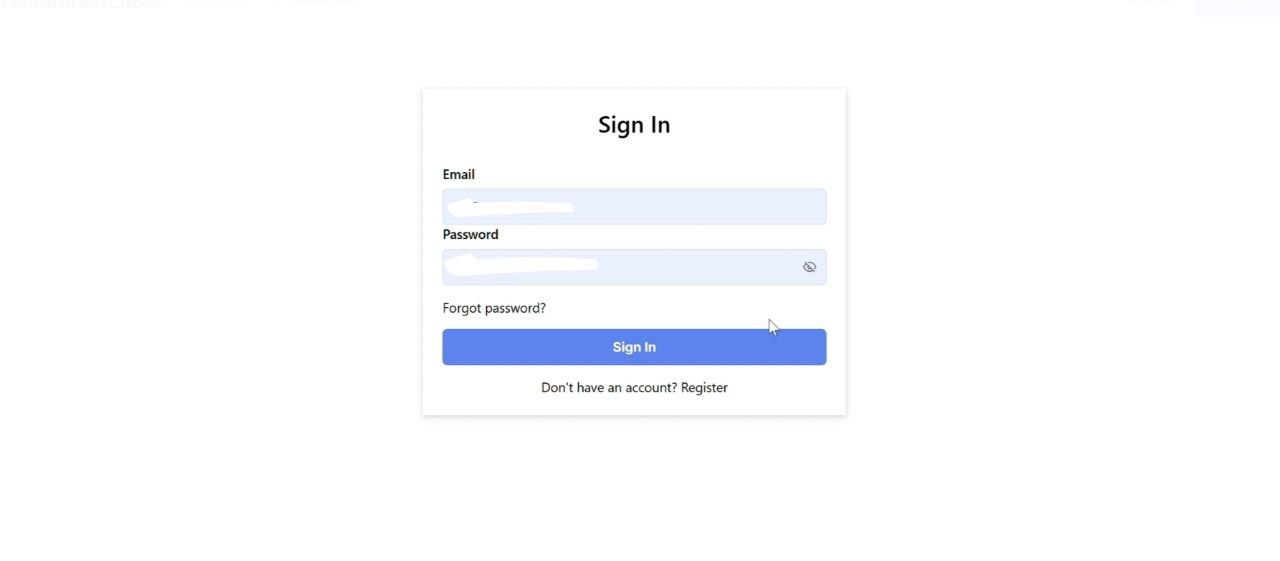 Sign In
Email
Password
Forgot password?
Sign In
Don't have an account? Register